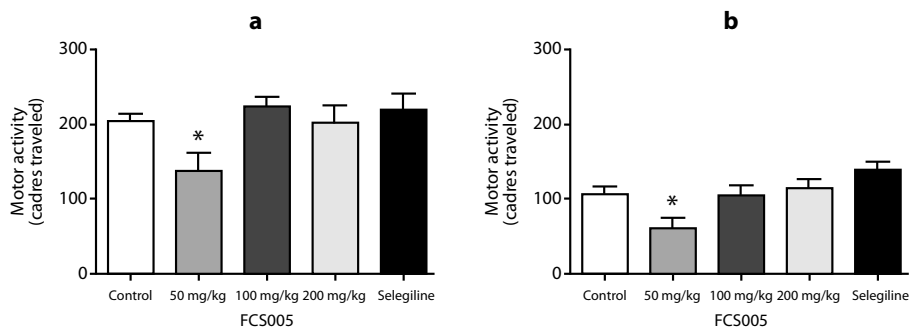 a
300
200
100
0
Motor activity
(cadres traveled)
*
Control 50 mg/kg 100 mg/kg 200 mg/kg Selegiline
FCS005
b
300
200
100
0
Motor activity
(cadres traveled)
*
Control 50 mg/kg 100 mg/kg 200 mg/kg Selegiline
FCS005